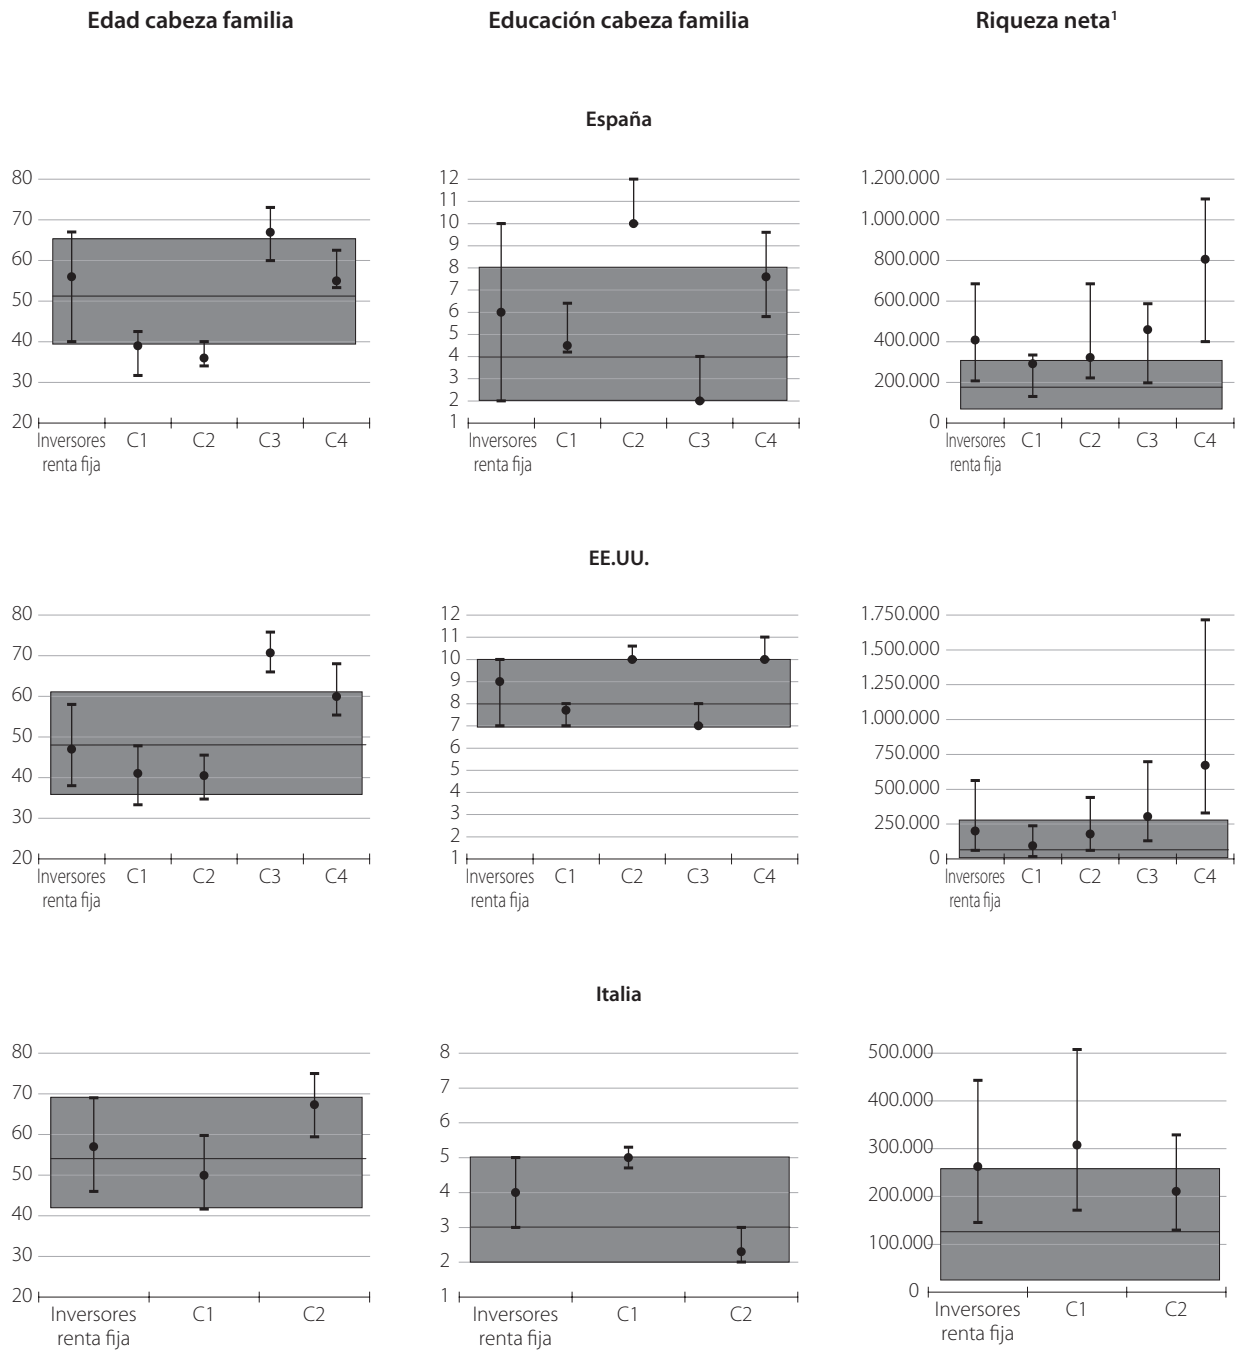 Edad cabeza familia
Educación cabeza familia
Riqueza neta¹
España
80
70
60
50
40
30
20
Inversores renta fija
C1
C2
C3
C4
12
11
10
9
8
7
6
5
4
3
2
1
Inversores renta fija
C1
C2
C3
C4
1.200.000
1.000.000
800.000
600.000
400.000
200.000
0
Inversores renta fija
C1
C2
C3
C4
EE.UU.
80
70
60
50
40
30
20
Inversores renta fija
C1
C2
C3
C4
12
11
10
9
8
7
6
5
4
3
2
1
Inversores renta fija
C1
C2
C3
C4
1.750.000
1.500.000
1.250.000
1.000.000
750.000
500.000
250.000
0
Inversores renta fija
C1
C2
C3
C4
Italia
80
70
60
50
40
30
20
Inversores renta fija
C1
C2
8
7
6
5
4
3
2
1
Inversores renta fija
C1
C2
500.000
400.000
300.000
200.000
100.000
0
Inversores renta fija
C1
C2